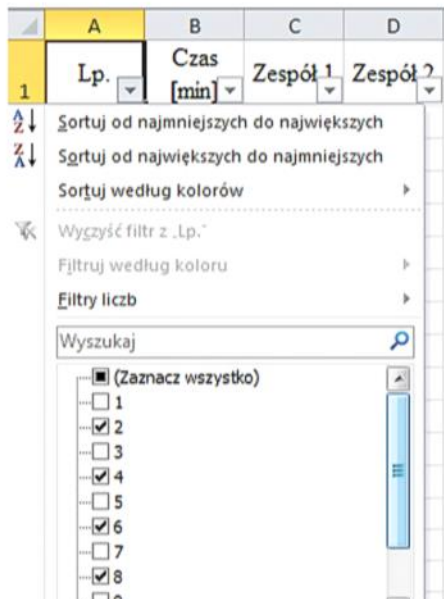 A B C D
1 Lp. Czas [min] Zespół 1 Zespół 2
Sortuj od najmniejszych do największych
Sortuj od największych do najmniejszych
Sortuj według kolorów
Wyczyść filtr z „Lp.”
Filtruj według koloru
Filtry liczb
Wyszukaj
(Zaznacz wszystko)
1
2
3
4
5
6
7
8